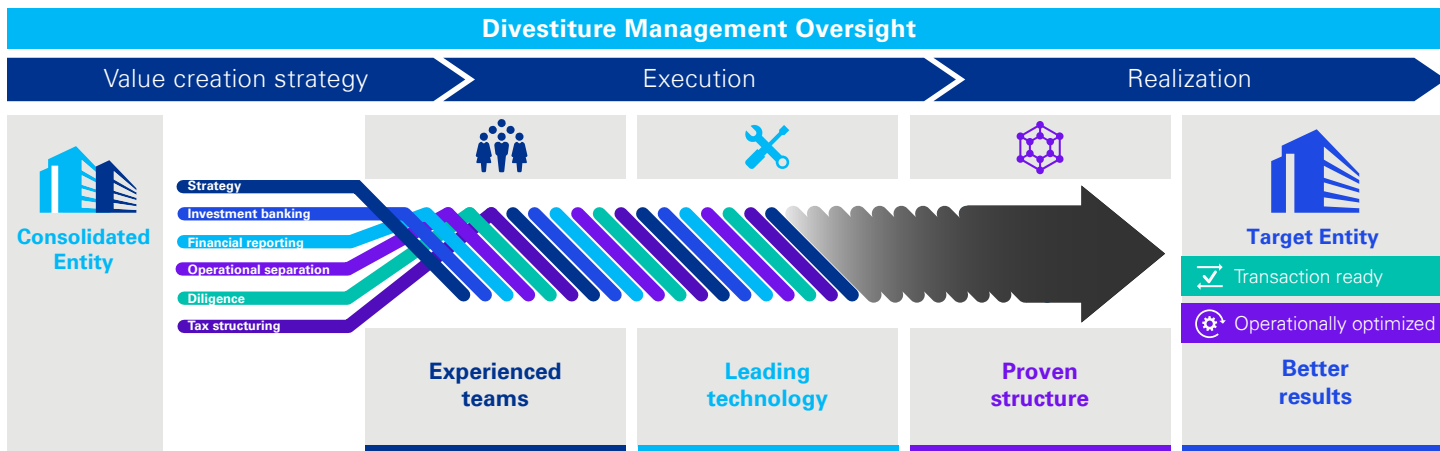 Divestiture Management Oversight
Value creation strategy
Execution
Realization
Consolidated
Entity
Strategy
Investment banking
Financial reporting
Operational separation
Diligence
Tax structuring
Experienced
teams
Leading
technology
Proven
structure
Target Entity
Transaction ready
Operationally optimized
Better
results